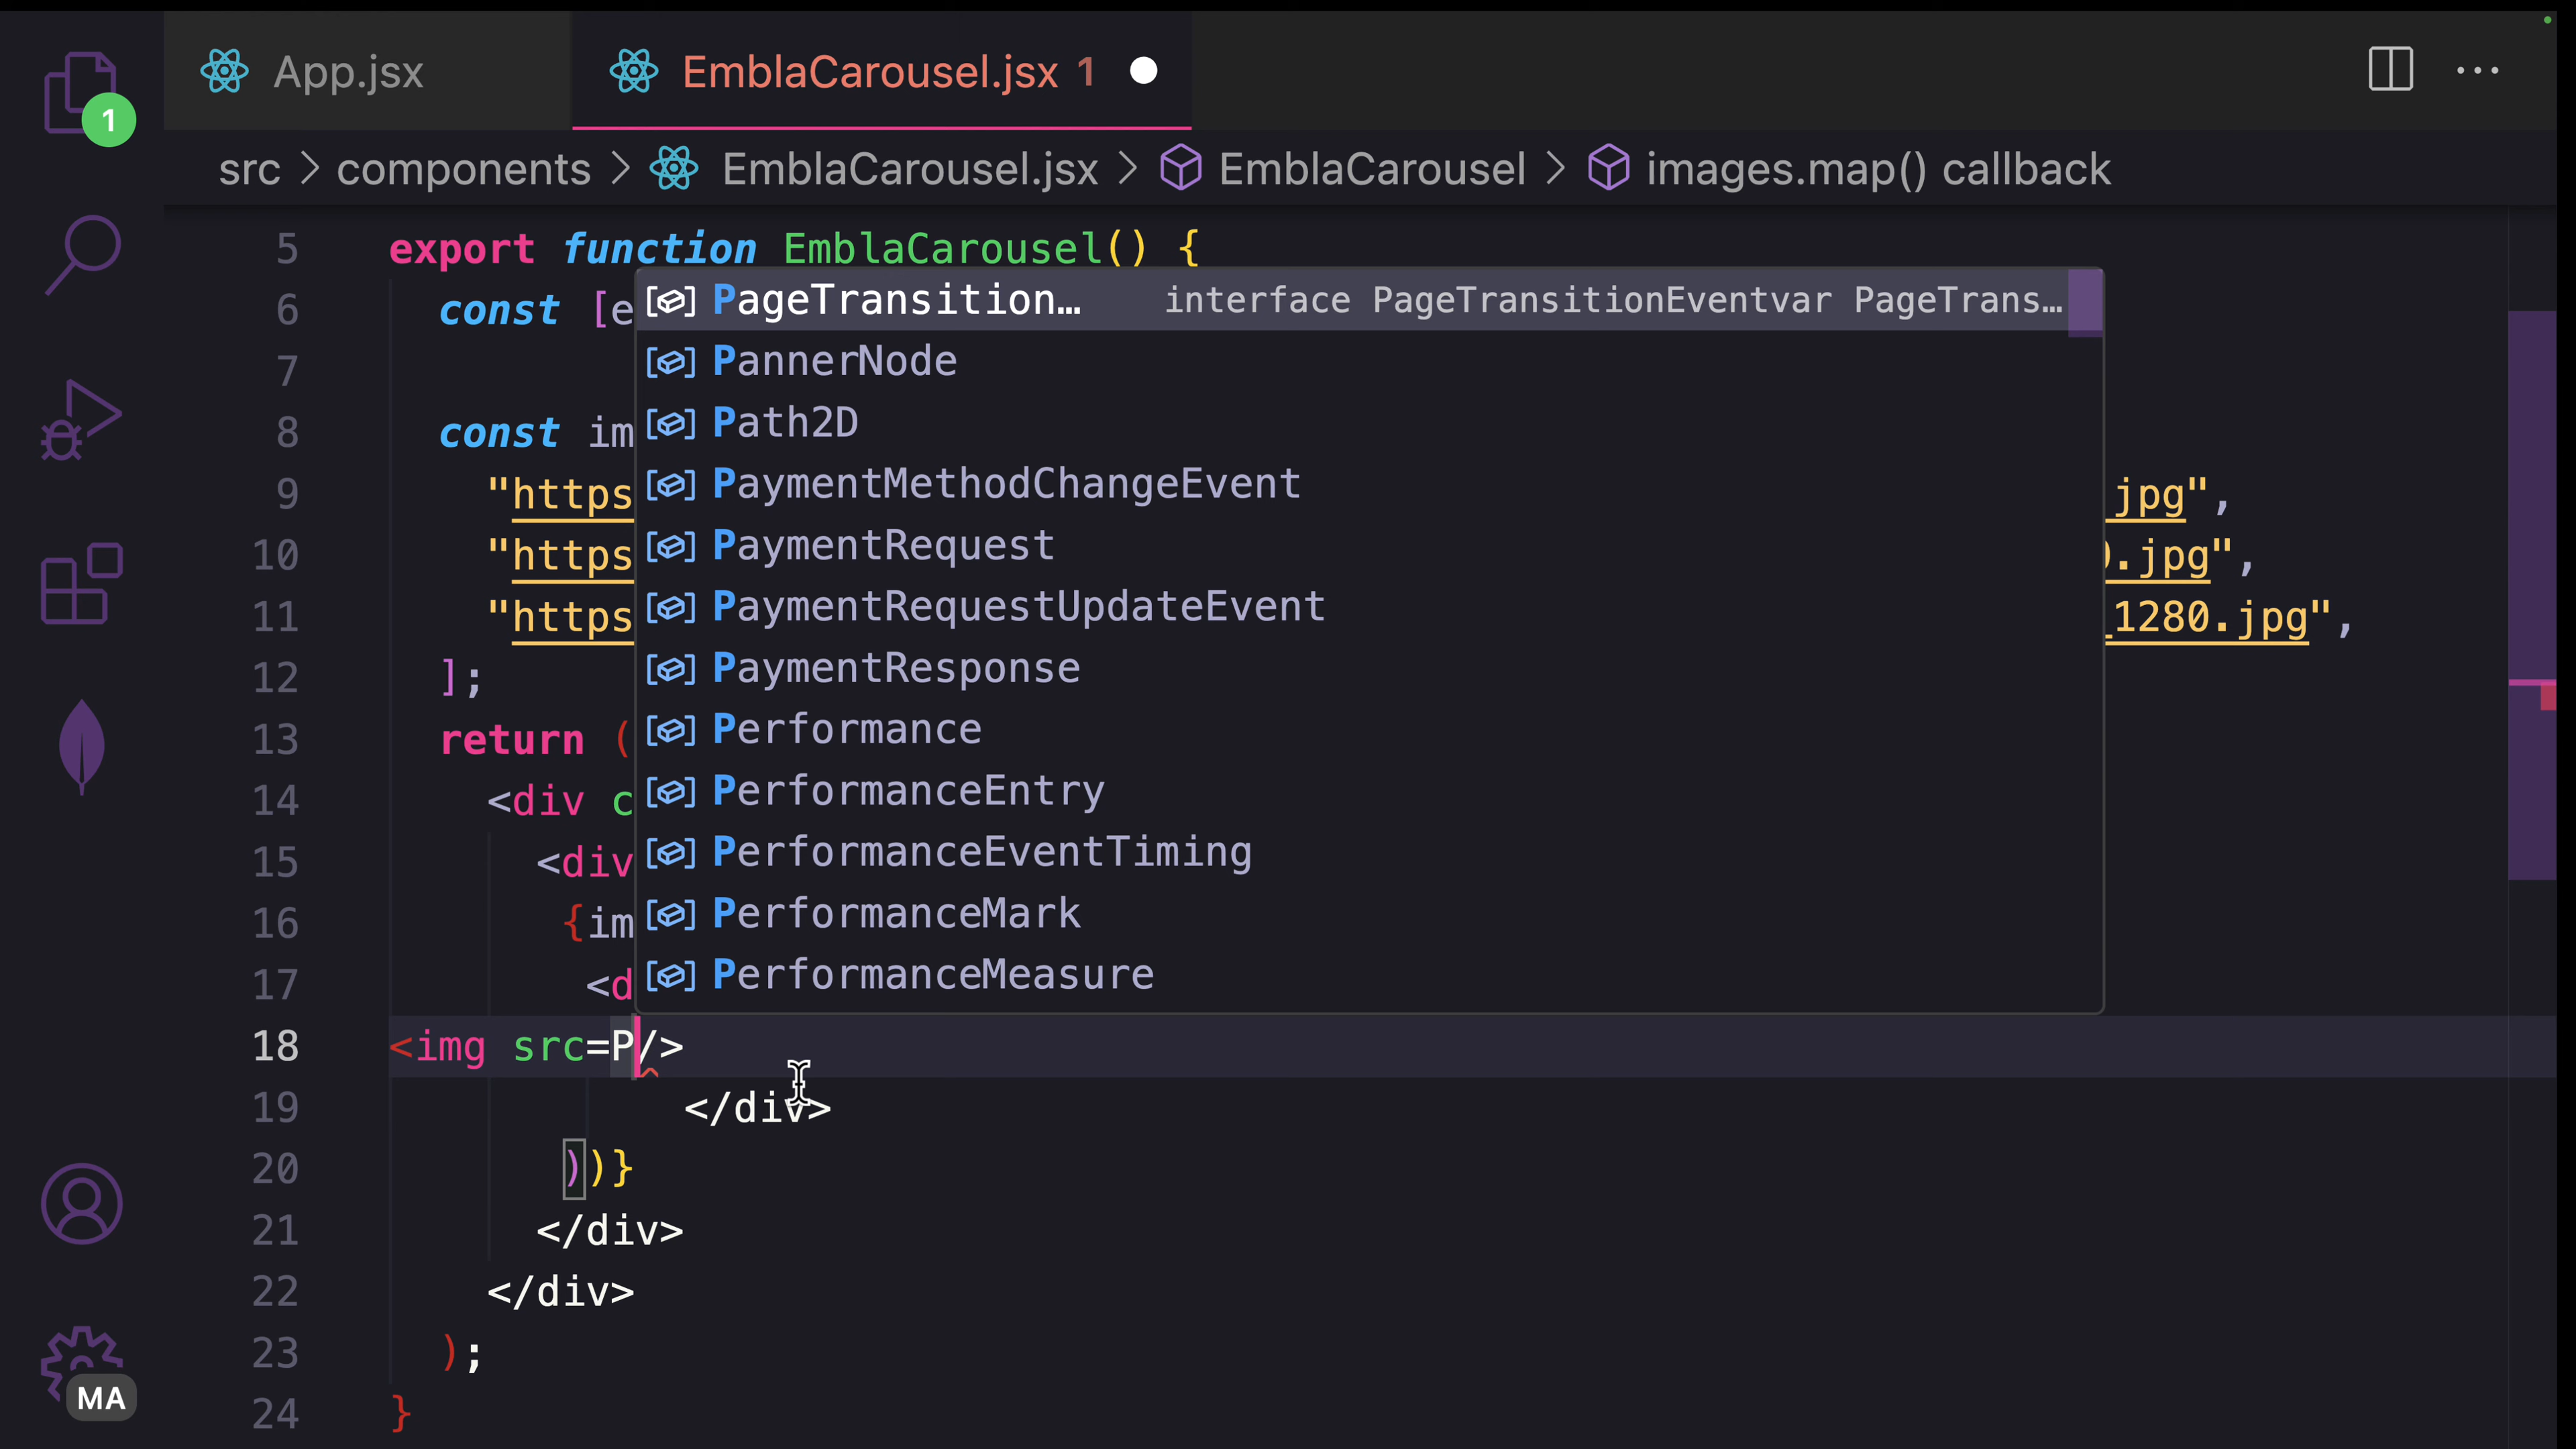 App.jsx
EmblaCarousel.jsx 1
1
src > components > EmblaCarousel.jsx > EmblaCarousel > images.map() callback
5 export function EmblaCarousel() {
6 const [e
PageTransition… interface PageTransitionEventvar PageTrans…
7
PannerNode
8 const im
Path2D
9 "https
PaymentMethodChangeEvent
jpg",
10 "https
PaymentRequest
.jpg",
11 "https
PaymentRequestUpdateEvent
_1280.jpg",
12 ];
PaymentResponse
13 return (
Performance
14 <div c
PerformanceEntry
15 <div
PerformanceEventTiming
16 {im
PerformanceMark
17 <d
PerformanceMeasure
18 <img src=P/>
19 </div>
20 ))}
21 </div>
22 </div>
23 );
24 }
MA